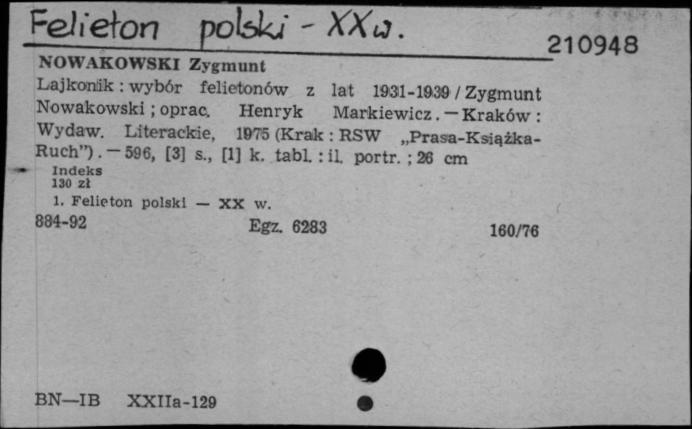 Felieton polski - XX w.
210948
NOWAKOWSKI Zygmunt
Lajkonik : wybór felietonów z lat 1931-1939 / Zygmunt
Nowakowski ; oprac. Henryk Markiewicz. — Kraków :
Wydaw. Literackie, 1975 (Krak : RSW „Prasa-Książka-
Ruch"). — 596, [3] s., [1] k. tabl. : il. portr. ; 26 cm
Indeks
130 zł
1. Felieton polski — XX w.
884-92 Egz. 6283 160/76
BN—IB XXIIa-129